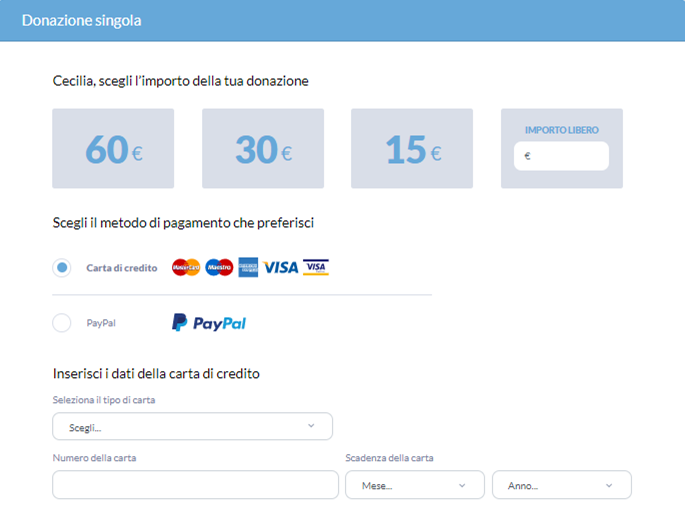 Donazione singola
Cecilia, scegli l'importo della tua donazione
60 €
30 €
15 €
IMPORTO LIBERO
€
Scegli il metodo di pagamento che preferisci
Carta di credito MasterCard Maestro VISA VISA
PayPal PayPal
Inserisci i dati della carta di credito
Seleziona il tipo di carta
Scegli...
Numero della carta Scadenza della carta
Mese... Anno...